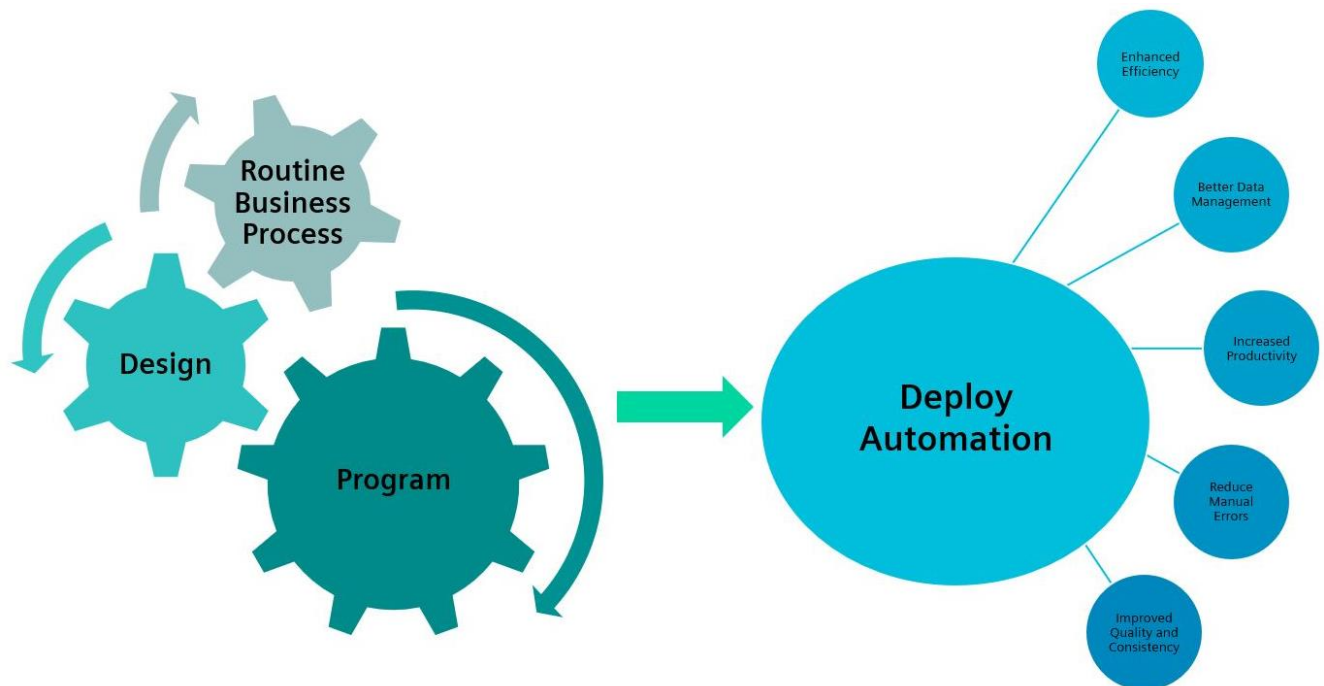 Routine
Business
Process
Design
Program
Deploy
Automation
Enhanced
Efficiency
Better Data
Management
Increased
Productivity
Reduce
Manual
Errors
Improved
Quality and
Consistency